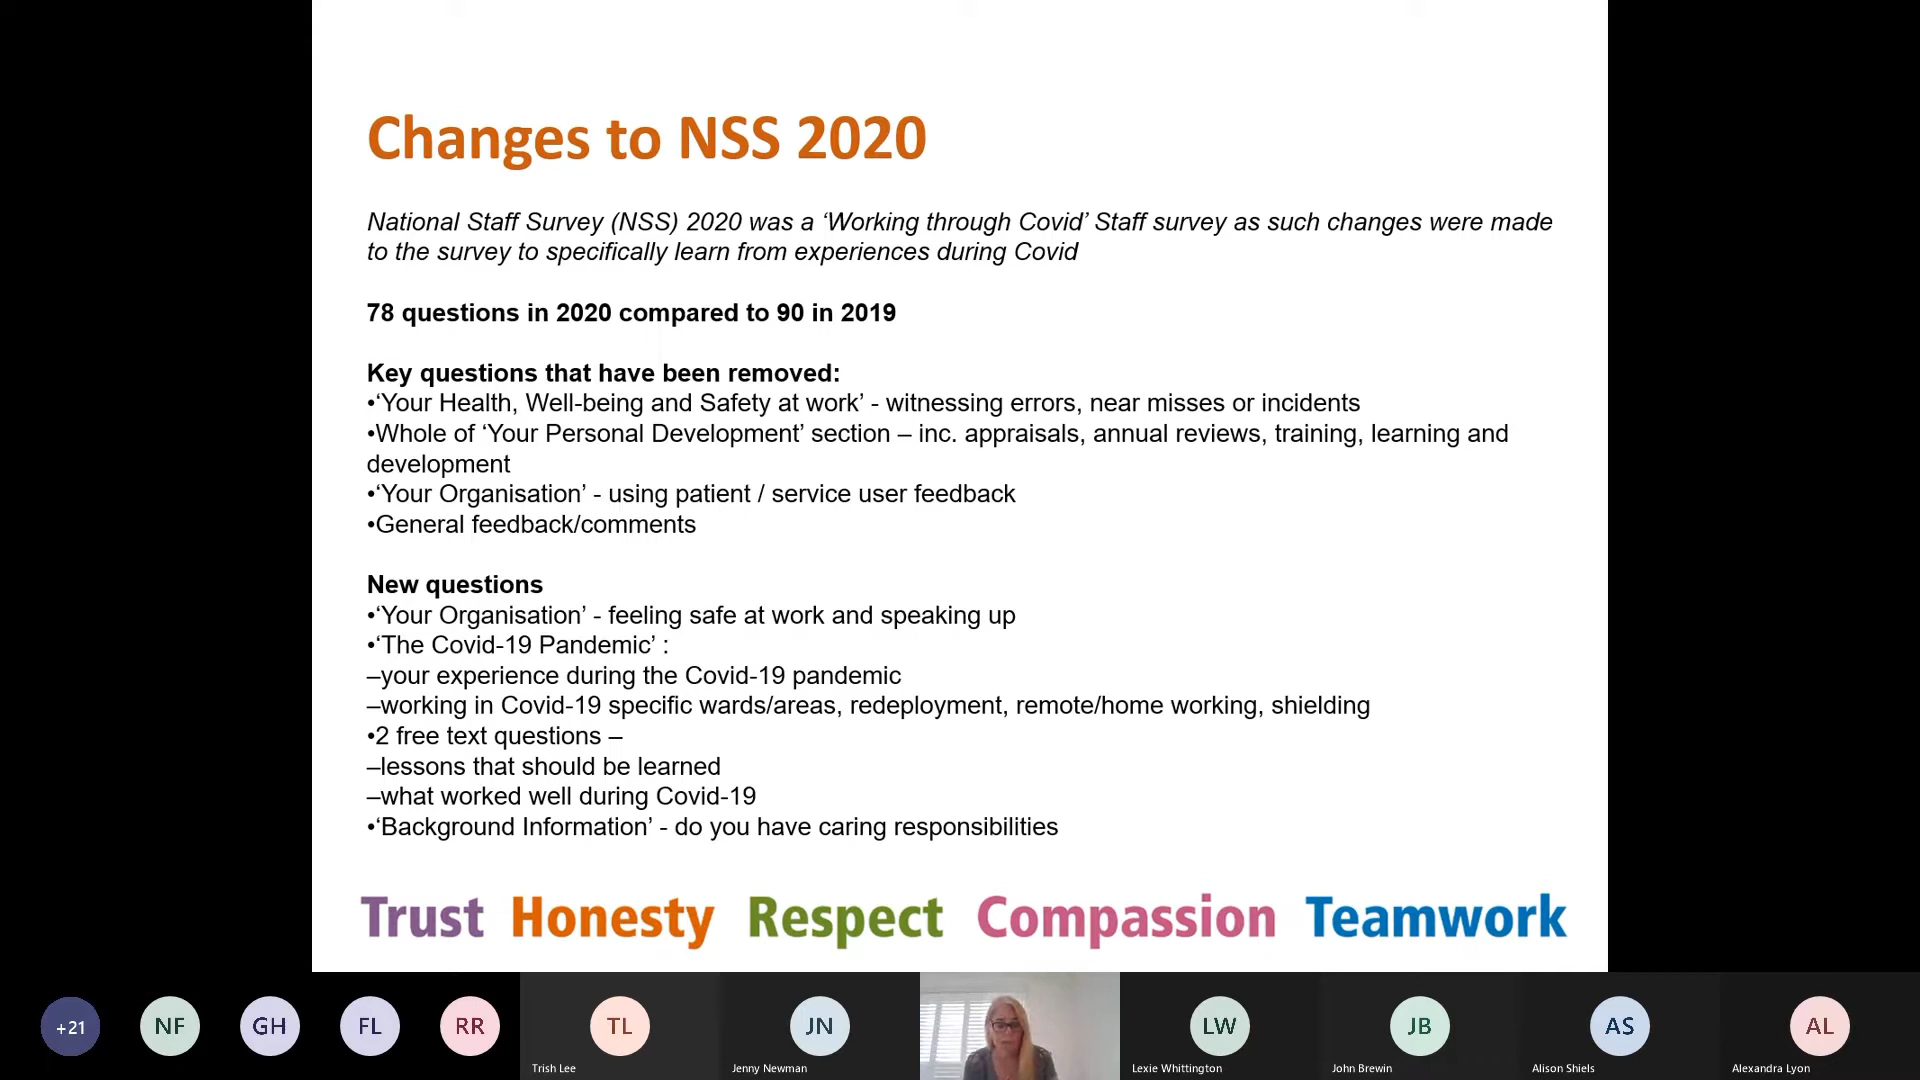 Changes to NSS 2020
National Staff Survey (NSS) 2020 was a ‘Working through Covid’ Staff survey as such changes were made
to the survey to specifically learn from experiences during Covid
78 questions in 2020 compared to 90 in 2019
Key questions that have been removed:
•‘Your Health, Well-being and Safety at work’ - witnessing errors, near misses or incidents
•Whole of ‘Your Personal Development’ section – inc. appraisals, annual reviews, training, learning and
development
•‘Your Organisation’ - using patient / service user feedback
•General feedback/comments
New questions
•‘Your Organisation’ - feeling safe at work and speaking up
•‘The Covid-19 Pandemic’ :
–your experience during the Covid-19 pandemic
–working in Covid-19 specific wards/areas, redeployment, remote/home working, shielding
•2 free text questions –
–lessons that should be learned
–what worked well during Covid-19
•‘Background Information’ - do you have caring responsibilities
Trust Honesty Respect Compassion Teamwork
+21 NF GH FL RR TL JN LW JB AS AL
Trish Lee Jenny Newman Lexie Whittington John Brewin Alison Shiels Alexandra Lyon